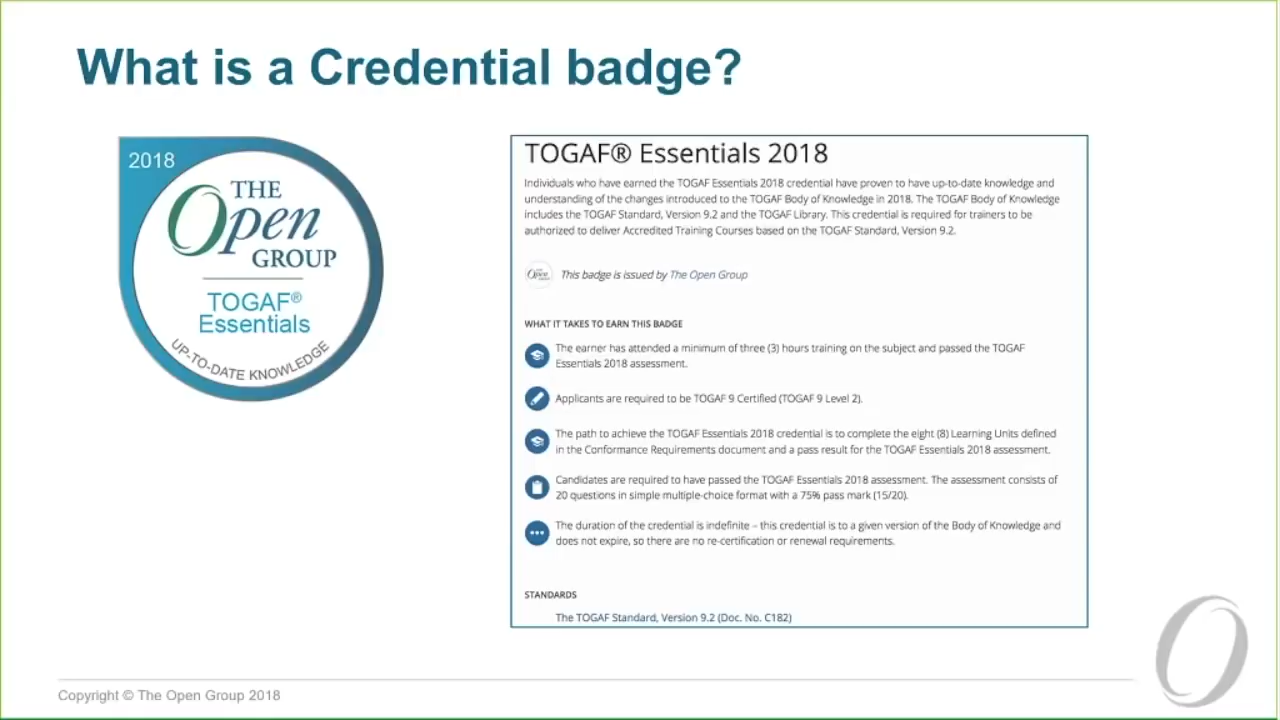 What is a Credential badge?
2018
THE
Open
GROUP
TOGAF®
Essentials
UP-TO-DATE KNOWLEDGE
TOGAF® Essentials 2018
Individuals who have earned the TOGAF Essentials 2018 credential have proven to have up-to-date knowledge and
understanding of the changes introduced to the TOGAF Body of Knowledge in 2018. The TOGAF Body of Knowledge
includes the TOGAF Standard, Version 9.2 and the TOGAF Library. This credential is required for trainers to be
authorized to deliver Accredited Training Courses based on the TOGAF Standard, Version 9.2.
Open
This badge is issued by The Open Group
WHAT IT TAKES TO EARN THIS BADGE
The earner has attended a minimum of three (3) hours training on the subject and passed the TOGAF
Essentials 2018 assessment.
Applicants are required to be TOGAF 9 Certified (TOGAF 9 Level 2).
The path to achieve the TOGAF Essentials 2018 credential is to complete the eight (8) Learning Units defined
in the Conformance Requirements document and a pass result for the TOGAF Essentials 2018 assessment.
Candidates are required to have passed the TOGAF Essentials 2018 assessment. The assessment consists of
20 questions in simple multiple-choice format with a 75% pass mark (15/20).
The duration of the credential is indefinite – this credential is to a given version of the Body of Knowledge and
does not expire, so there are no re-certification or renewal requirements.
STANDARDS
The TOGAF Standard, Version 9.2 (Doc. No. C182)
Copyright © The Open Group 2018